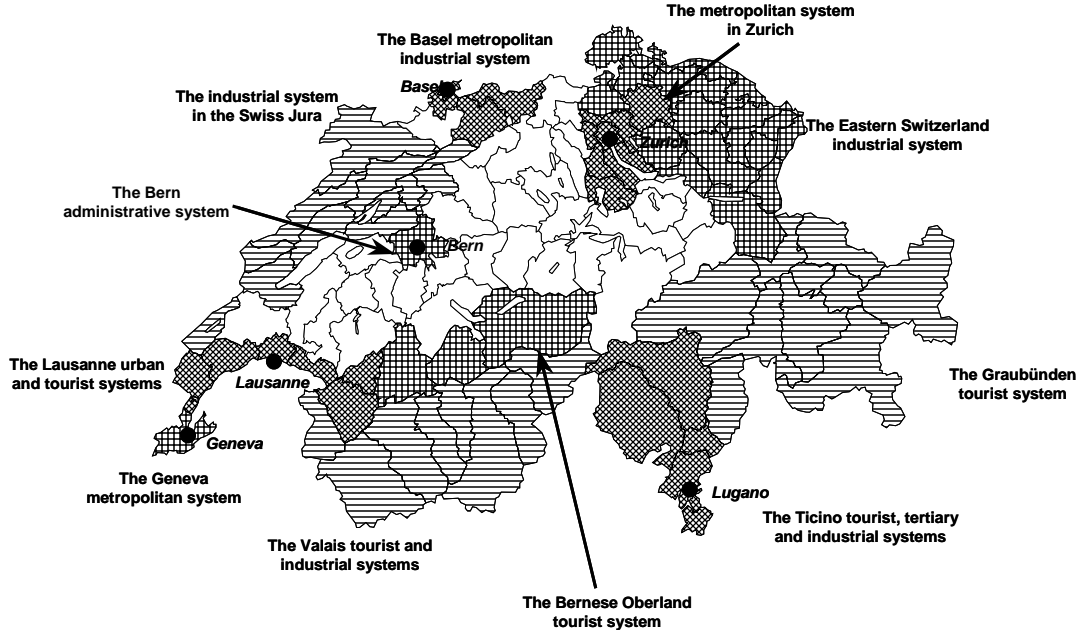 The metropolitan system
in Zurich
The Basel metropolitan
industrial system
Basel
The industrial system
in the Swiss Jura
Zurich
The Eastern Switzerland
industrial system
The Bern
administrative system
Bern
The Lausanne urban
and tourist systems
Lausanne
The Graubünden
tourist system
Geneva
The Geneva
metropolitan system
Lugano
The Ticino tourist, tertiary
and industrial systems
The Valais tourist and
industrial systems
The Bernese Oberland
tourist system